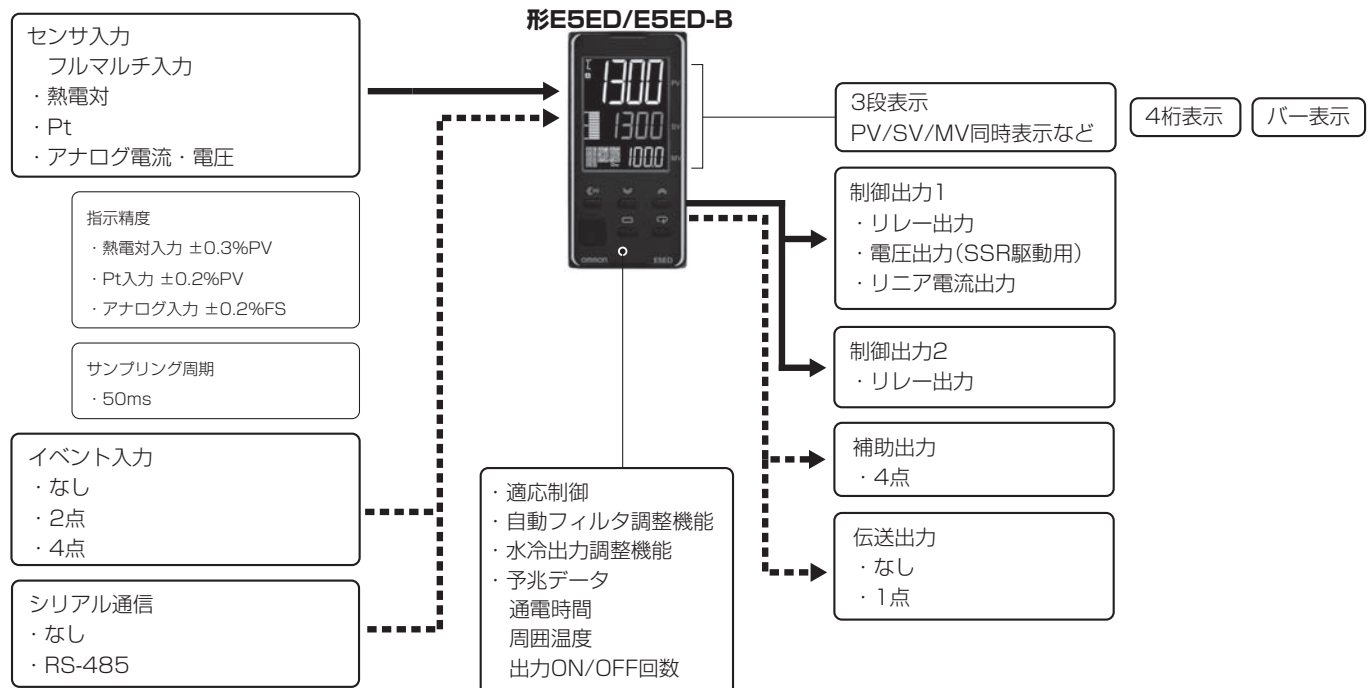 形E5ED/E5ED-B
センサ入力
フルマルチ入力
・熱電対
・Pt
・アナログ電流・電圧
指示精度
・熱電対入力 ±0.3%PV
・Pt入力 ±0.2%PV
・アナログ入力 ±0.2%FS
サンプリング周期
・50ms
イベント入力
・なし
・2点
・4点
シリアル通信
・なし
・RS-485
1300
PV
1300
SV
100.0
MV
omron
E5ED
・適応制御
・自動フィルタ調整機能
・水冷出力調整機能
・予兆データ
通電時間
周囲温度
出力ON/OFF回数
3段表示
PV/SV/MV同時表示など
4桁表示
バー表示
制御出力1
・リレー出力
・電圧出力(SSR駆動用)
・リニア電流出力
制御出力2
・リレー出力
補助出力
・4点
伝送出力
・なし
・1点